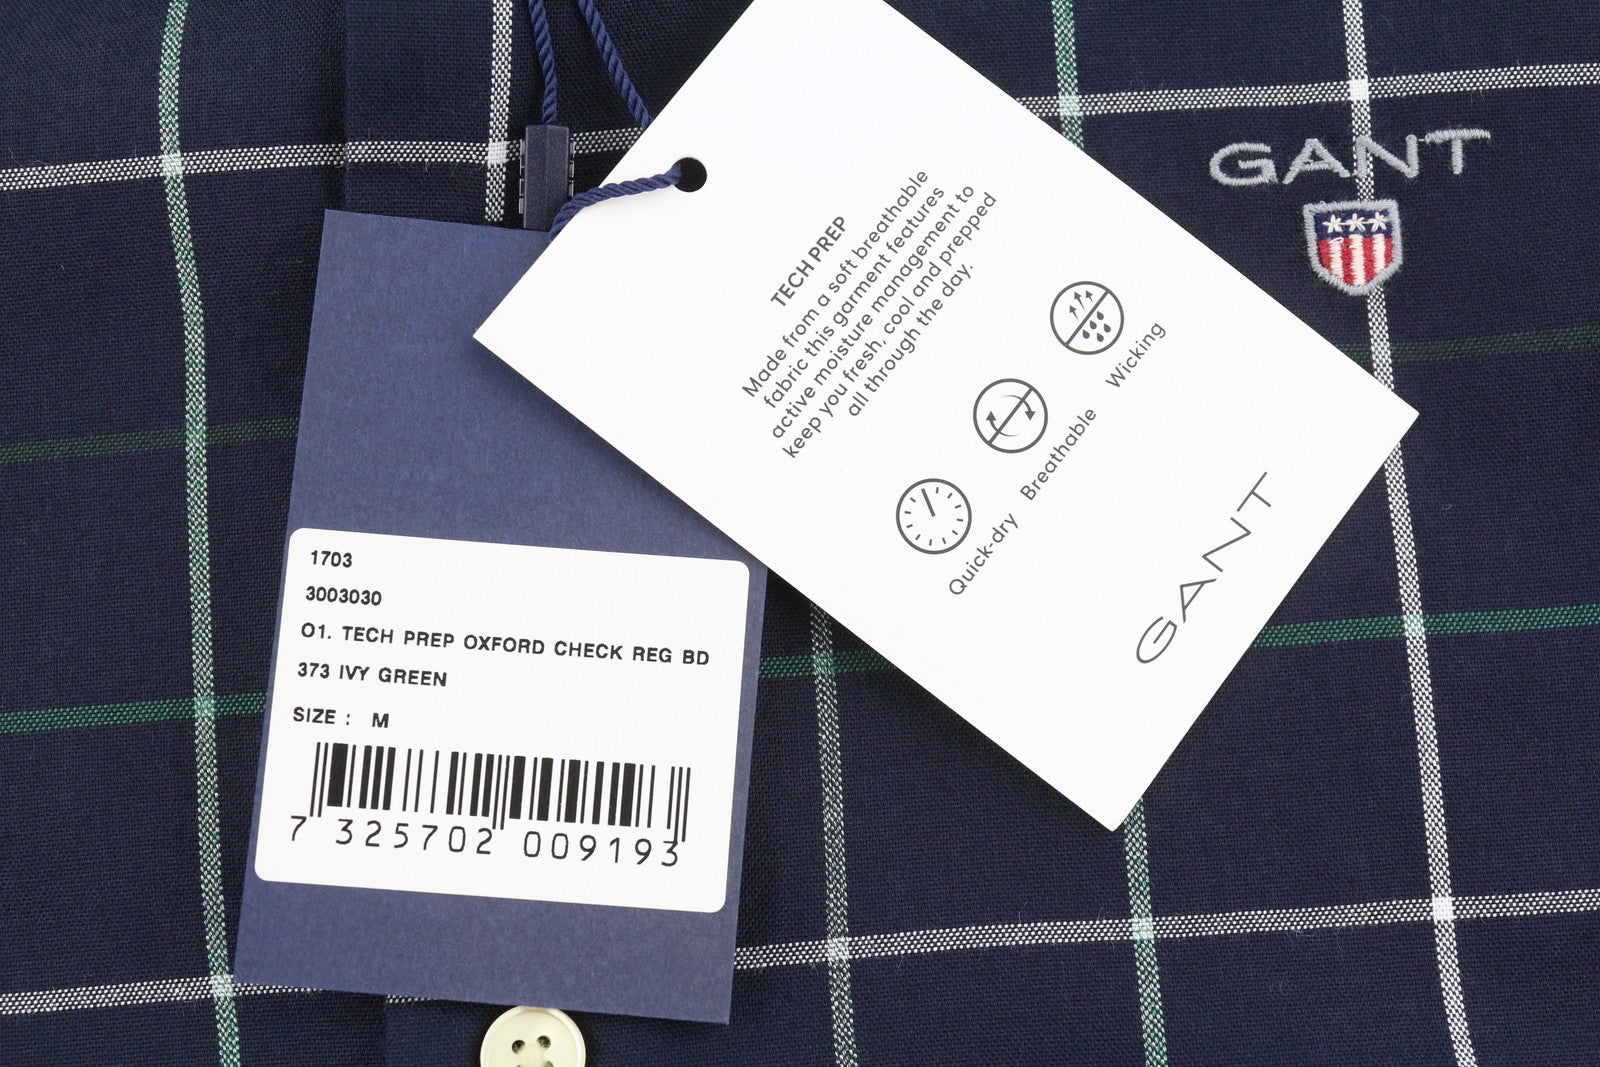 GANT
TECH PREP
Made from a soft breathable
fabric this garment features
active moisture management to
keep you fresh, cool and prepped
all through the day.
Quick-dry
Breathable
Wicking
GANT
1703
3003030
O1. TECH PREP OXFORD CHECK REG BD
373 IVY GREEN
SIZE : M
7 325702 009193